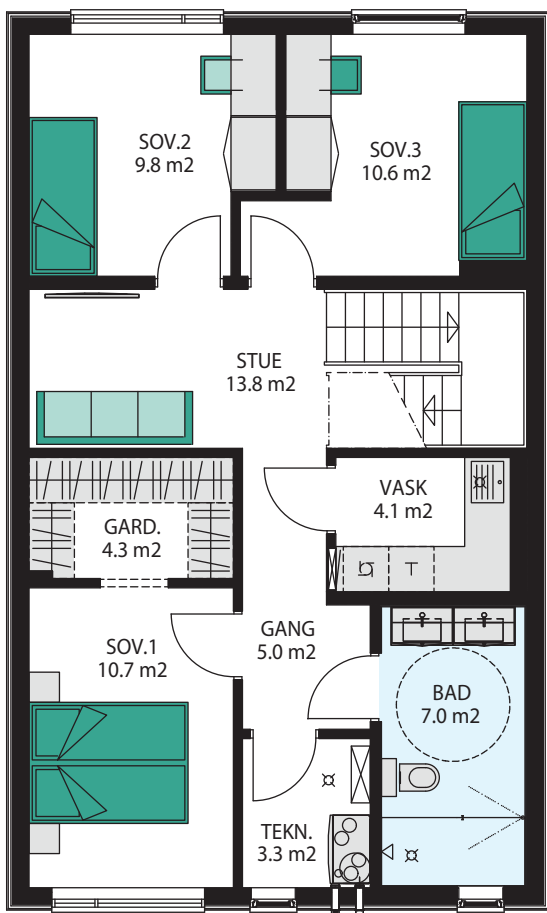 SOV.2
9.8 m2
SOV.3
10.6 m2
STUE
13.8 m2
VASK
4.1 m2
GARD.
4.3 m2
T
SOV.1
10.7 m2
GANG
5.0 m2
BAD
7.0 m2
TEKN.
3.3 m2